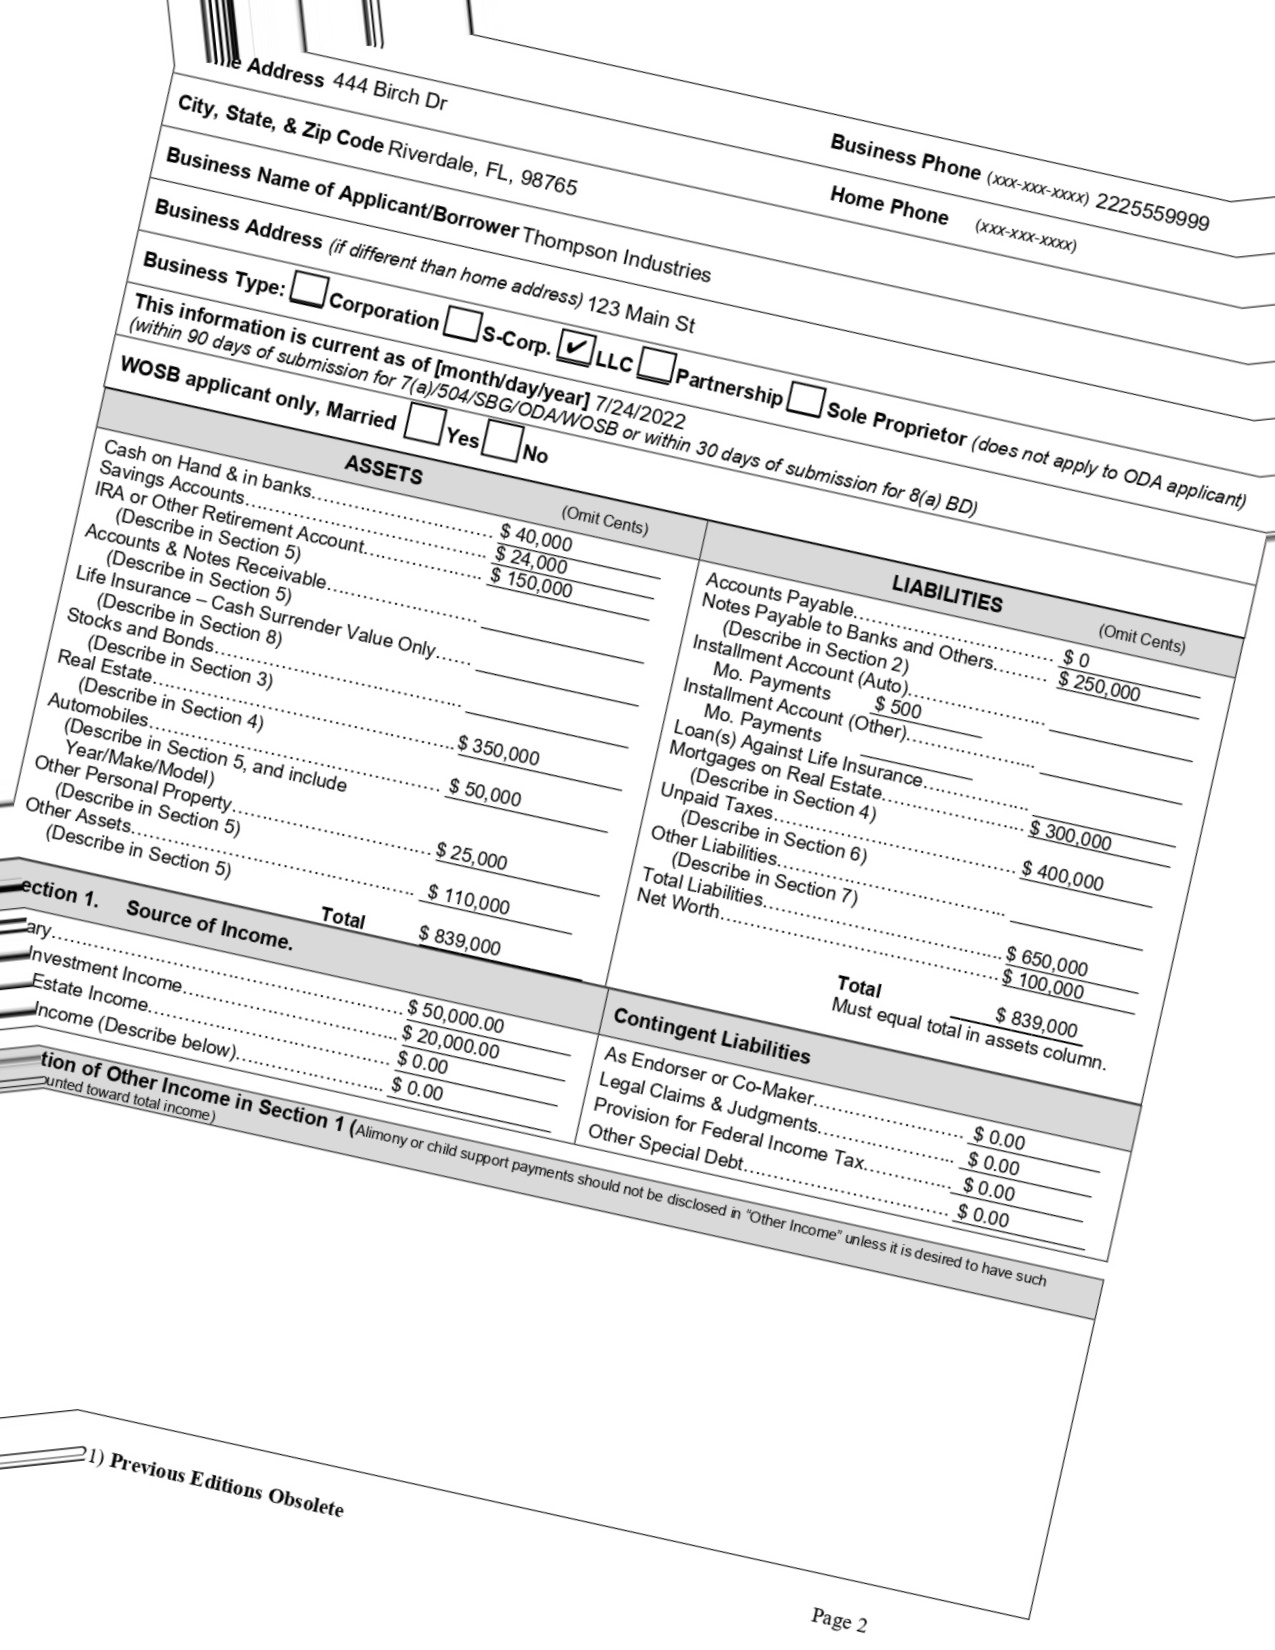 e Address 444 Birch Dr
Business Phone (xxx-xxx-xxxx) 2225559999
City, State, & Zip Code Riverdale, FL, 98765
Home Phone (xxx-xxx-xxxx)
Business Name of Applicant/Borrower Thompson Industries
Business Address (if different than home address) 123 Main St
Business Type: Corporation S-Corp. ✔ LLC Partnership Sole Proprietor (does not apply to ODA applicant)
This information is current as of [month/day/year] 7/24/2022
(within 90 days of submission for 7(a)/504/SBG/ODA/WOSB or within 30 days of submission for 8(a) BD)
WOSB applicant only, Married Yes No
ASSETS (Omit Cents)
Cash on Hand & in banks.............................. $ 40,000
Savings Accounts........................................ $ 24,000
IRA or Other Retirement Account.................... $ 150,000
(Describe in Section 5)
Accounts & Notes Receivable..........................
(Describe in Section 5)
Life Insurance – Cash Surrender Value Only......
(Describe in Section 8)
Stocks and Bonds..........................................
(Describe in Section 3)
Real Estate................................................... $ 350,000
(Describe in Section 4)
Automobiles.................................................. $ 50,000
(Describe in Section 5, and include
Year/Make/Model)
Other Personal Property.................................. $ 25,000
(Describe in Section 5)
Other Assets................................................. $ 110,000
(Describe in Section 5)
Total $ 839,000
LIABILITIES (Omit Cents)
Accounts Payable.................................. $ 0
Notes Payable to Banks and Others......... $ 250,000
(Describe in Section 2)
Installment Account (Auto).......................
Mo. Payments $ 500
Installment Account (Other)......................
Mo. Payments
Loan(s) Against Life Insurance..................
Mortgages on Real Estate......................... $ 300,000
(Describe in Section 4)
Unpaid Taxes.......................................... $ 400,000
(Describe in Section 6)
Other Liabilities.......................................
(Describe in Section 7)
Total Liabilities......................................... $ 650,000
Net Worth................................................ $ 100,000
Total $ 839,000
Must equal total in assets column.
ection 1. Source of Income.
ary............................................................ $ 50,000.00
Investment Income...................................... $ 20,000.00
Estate Income............................................ $ 0.00
Income (Describe below)............................. $ 0.00
Contingent Liabilities
As Endorser or Co-Maker........................... $ 0.00
Legal Claims & Judgments......................... $ 0.00
Provision for Federal Income Tax................ $ 0.00
Other Special Debt..................................... $ 0.00
tion of Other Income in Section 1 (Alimony or child support payments should not be disclosed in "Other Income" unless it is desired to have such
unted toward total income)
1) Previous Editions Obsolete
Page 2